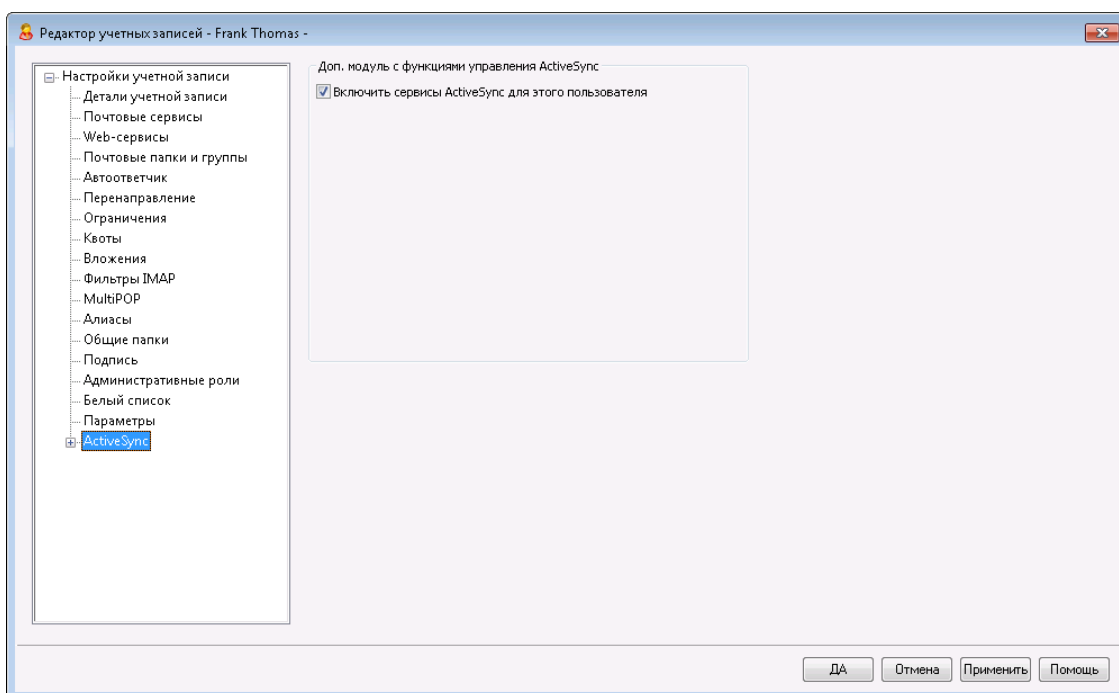 Редактор учетных записей - Frank Thomas -
Настройки учетной записи
Детали учетной записи
Почтовые сервисы
Web-сервисы
Почтовые папки и группы
Автоответчик
Перенаправление
Ограничения
Квоты
Вложения
Фильтры IMAP
MultiPOP
Алиасы
Общие папки
Подпись
Административные роли
Белый список
Параметры
ActiveSync
Доп. модуль с функциями управления ActiveSync
Включить сервисы ActiveSync для этого пользователя
ДА
Отмена
Применить
Помощь